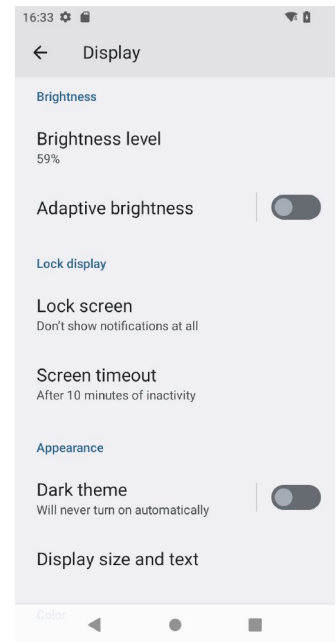 16:33
Display
Brightness
Brightness level
59%
Adaptive brightness
Lock display
Lock screen
Don't show notifications at all
Screen timeout
After 10 minutes of inactivity
Appearance
Dark theme
Will never turn on automatically
Display size and text
Color